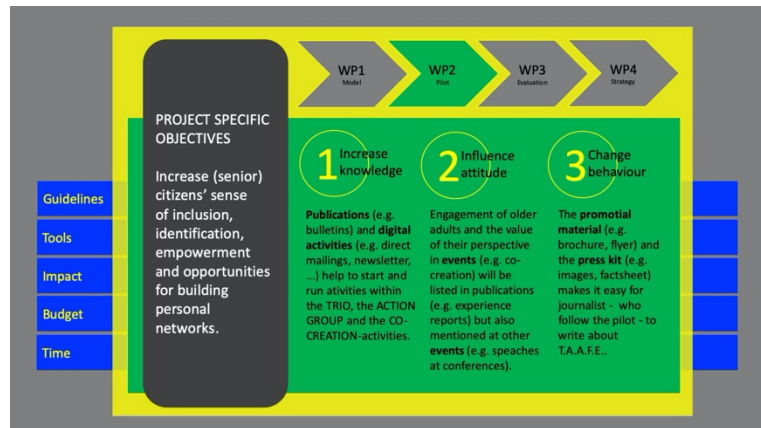 WP1
Model
WP2
Pilot
WP3
Evaluation
WP4
Strategy
Guidelines
Tools
Impact
Budget
Time
PROJECT SPECIFIC
OBJECTIVES
Increase (senior)
citizens’ sense
of inclusion,
identification,
empowerment
and opportunities
for building
personal
networks.
1 Increase
knowledge
Publications (e.g.
bulletins) and digital
activities (e.g. direct
mailings, newsletter,
...) help to start and
run ativities within
the TRIO, the ACTION
GROUP and the CO-
CREATION-activities.
2 Influence
attitude
Engagement of older
adults and the value
of their perspective
in events (e.g. co-
creation) will be
listed in publications
(e.g. experience
reports) but also
mentioned at other
events (e.g. speaches
at conferences).
3 Change
behaviour
The promotial
material (e.g.
brochure, flyer) and
the press kit (e.g.
images, factsheet)
makes it easy for
journalist - who
follow the pilot - to
write about
T.A.A.F.E..